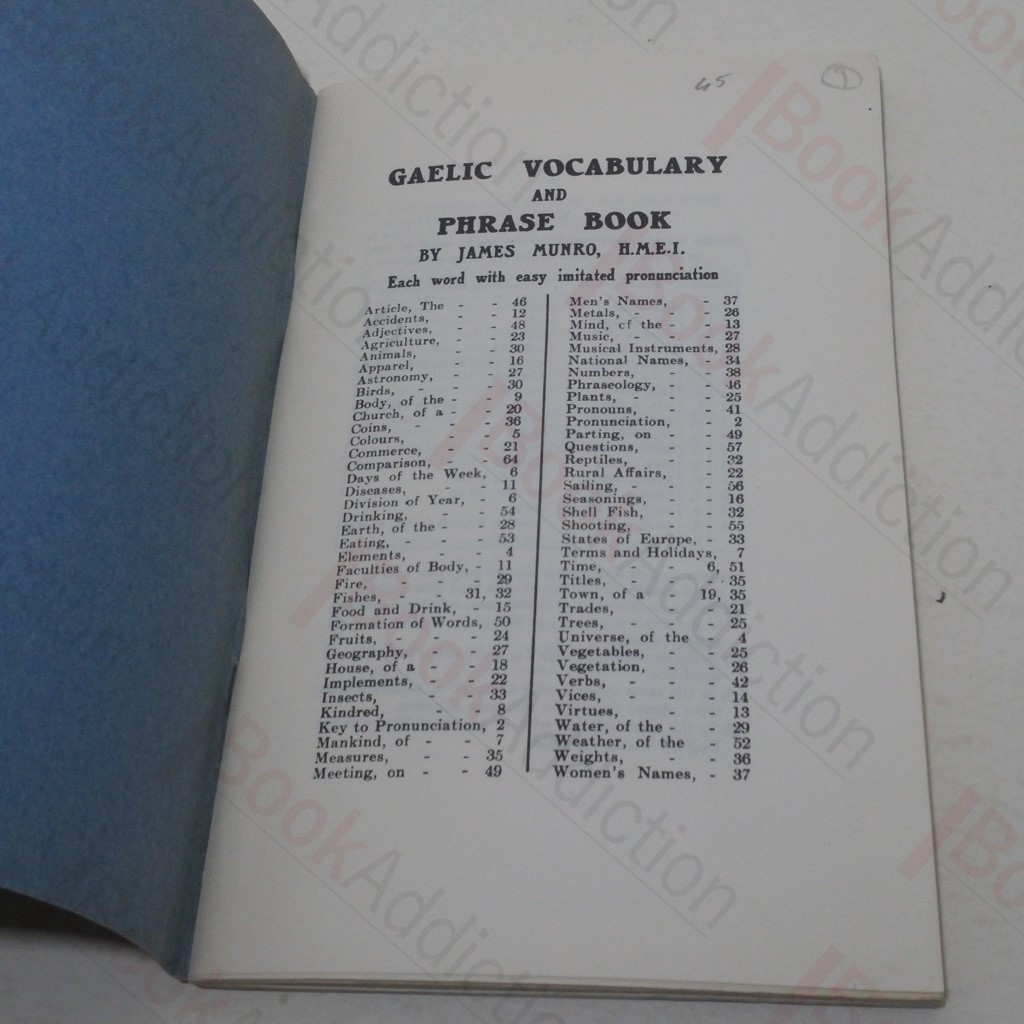 45
9
GAELIC VOCABULARY
AND
PHRASE BOOK
BY JAMES MUNRO, H.M.E.I.
Each word with easy imitated pronunciation
Article, The - - 46
Accidents, - - 12
Adjectives, - - 48
Agriculture, - - 23
Animals, - - 30
Apparel, - - 16
Astronomy, - - 27
Birds, - - - 30
Body, of the - - 9
Church, of a - - 20
Coins, - - - 36
Colours, - - 5
Commerce, - - 21
Comparison, - - 64
Days of the Week, 6
Diseases, - - 11
Division of Year, - 6
Drinking, - - 54
Earth, of the - - 28
Eating, - - - 53
Elements, - - 4
Faculties of Body, - 11
Fire, - - - 29
Fishes, - - 31, 32
Food and Drink, - 15
Formation of Words, 50
Fruits, - - - 24
Geography, - - 27
House, of a - - 18
Implements, - - 22
Insects, - - 33
Kindred, - - 8
Key to Pronunciation, 2
Mankind, of - - 7
Measures, - - 35
Meeting, on - - 49
Men's Names, - 37
Metals, - - - 26
Mind, of the - - 13
Music, - - - 27
Musical Instruments, 28
National Names, - 34
Numbers, - - 38
Phraseology, - - 46
Plants, - - - 25
Pronouns, - - 41
Pronunciation, - 2
Parting, on - - 49
Questions, - - 57
Reptiles, - - 32
Rural Affairs, - 22
Sailing, - - - 56
Seasonings, - - 16
Shell Fish, - - 32
Shooting, - - 55
States of Europe, - 33
Terms and Holidays, 7
Time, - - 6, 51
Titles, - - - 35
Town, of a - 19, 35
Trades, - - 21
Trees, - - - 25
Universe, of the - 4
Vegetables, - - 25
Vegetation, - - 26
Verbs, - - - 42
Vices, - - - 14
Virtues, - - 13
Water, of the - - 29
Weather, of the - 52
Weights, - - 36
Women's Names, - 37
BookAddiction